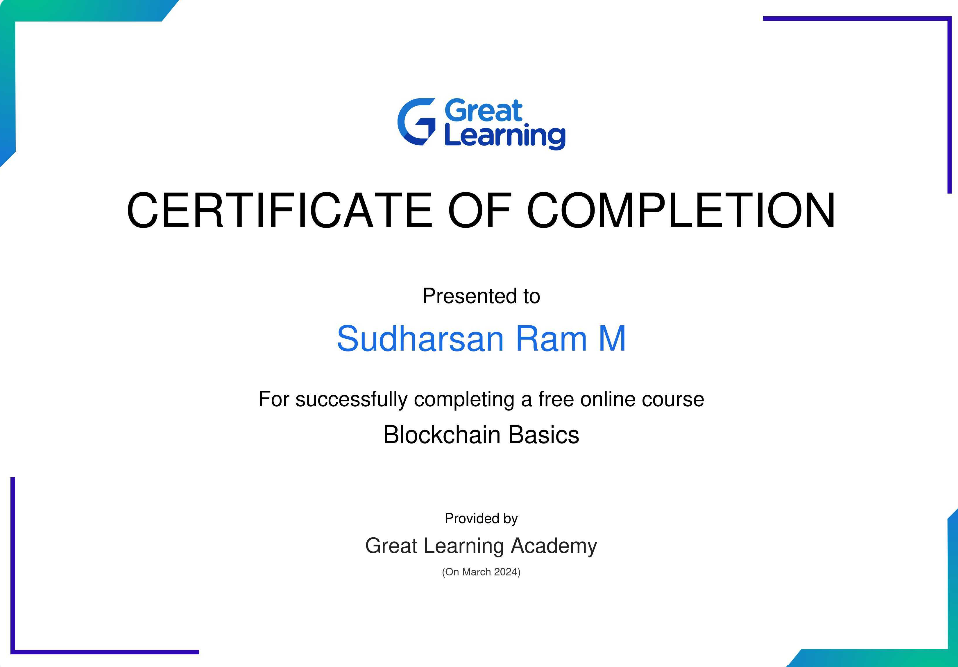 Great
Learning
CERTIFICATE OF COMPLETION
Presented to
Sudharsan Ram M
For successfully completing a free online course
Blockchain Basics
Provided by
Great Learning Academy
(On March 2024)